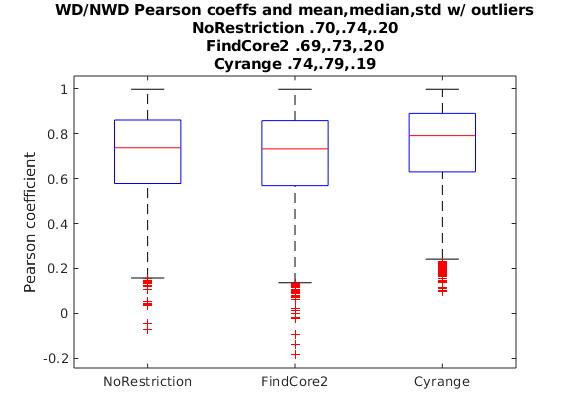 WD/NWD Pearson coeffs and mean,median,std w/ outliers
NoRestriction .70,.74,.20
FindCore2 .69,.73,.20
Cyrange .74,.79,.19
Pearson coefficient
1
0.8
0.6
0.4
0.2
0
-0.2
NoRestriction
FindCore2
Cyrange